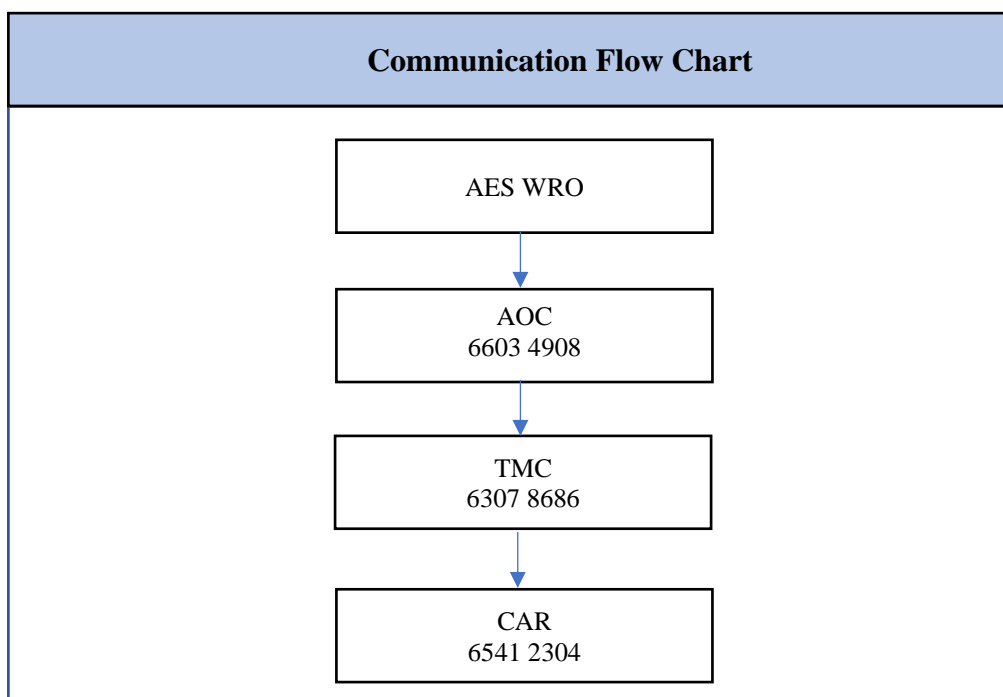 Communication Flow Chart
AES WRO
AOC
6603 4908
TMC
6307 8686
CAR
6541 2304